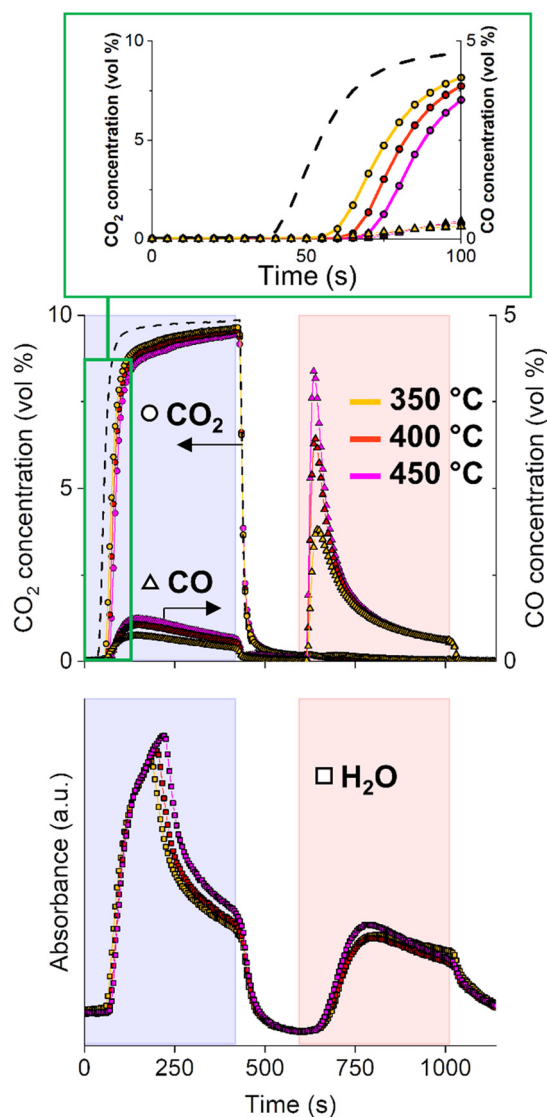 10
5
CO₂ concentration (vol %)
CO concentration (vol %)
5
0
0
0
50
100
Time (s)
10
5
CO₂ concentration (vol %)
CO concentration (vol %)
350 °C
CO₂
400 °C
450 °C
5
CO
0
0
H₂O
Absorbance (a.u.)
0
250
500
750
1000
Time (s)